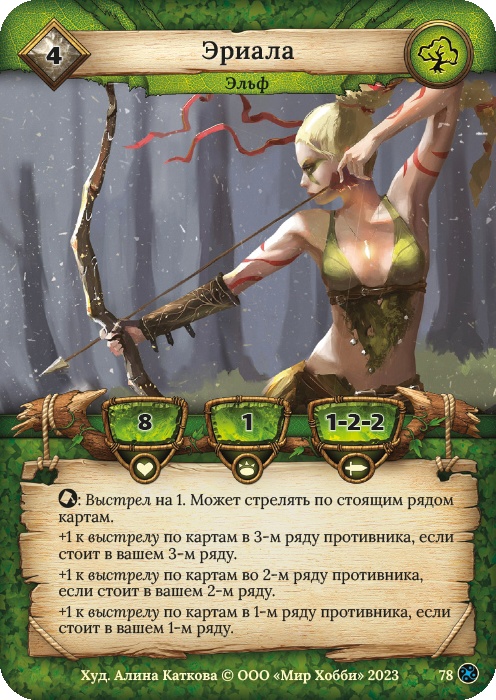 4
Эриала
Эльф
8
1
1-2-2
: Выстрел на 1. Может стрелять по стоящим рядом
картам.
+1 к выстрелу по картам в 3-м ряду противника, если
стоит в вашем 3-м ряду.
+1 к выстрелу по картам во 2-м ряду противника,
если стоит в вашем 2-м ряду.
+1 к выстрелу по картам в 1-м ряду противника, если
стоит в вашем 1-м ряду.
Худ. Алина Каткова © ООО «Мир Хобби» 2023
78